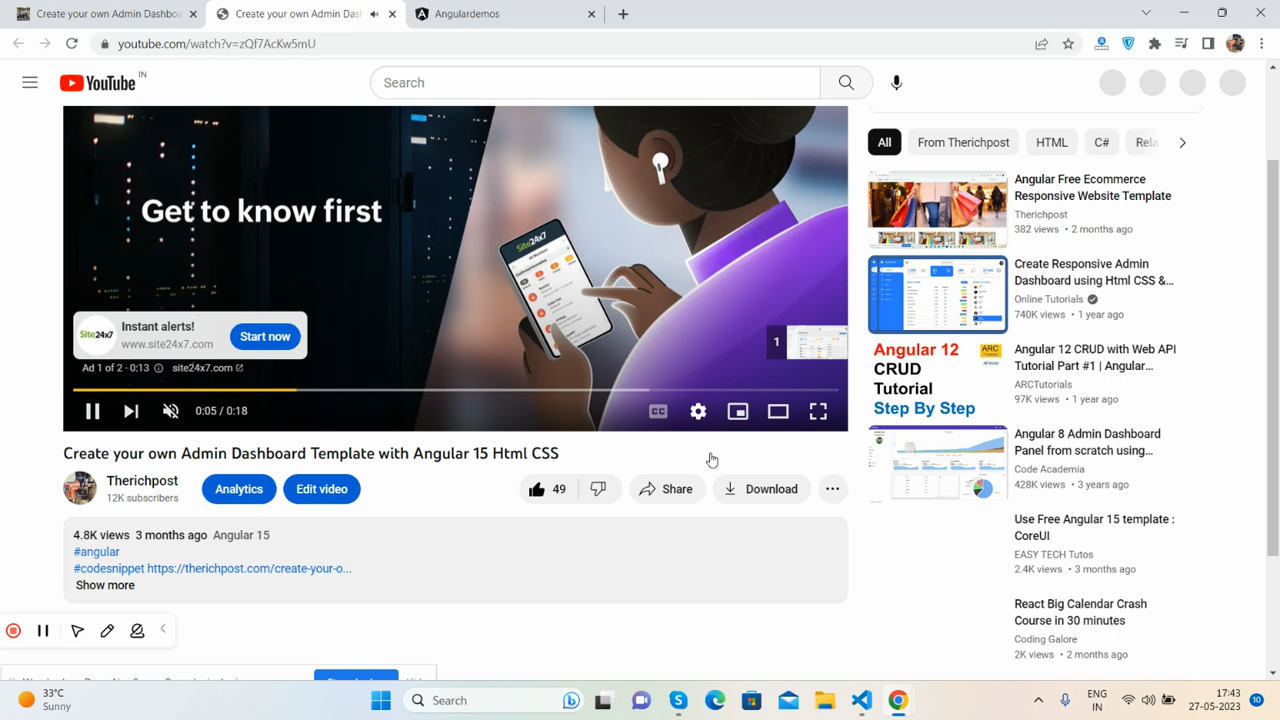 Create your own Admin Dashboa
Create your own Admin Das
Angulardemos
youtube.com/watch?v=zQf7AcKw5mU
YouTube IN
Search
All
From Therichpost
HTML
C#
Rela
Get to know first
Site24x7
Site24x7
Instant alerts!
www.site24x7.com
Start now
Ad 1 of 2 · 0:13
site24x7.com
1
0:05 / 0:18
Create your own Admin Dashboard Template with Angular 15 Html CSS
Therichpost
12K subscribers
Analytics
Edit video
49
Share
Download
4.8K views 3 months ago Angular 15
#angular
#codesnippet https://therichpost.com/create-your-o...
Show more
Angular Free Ecommerce
Responsive Website Template
Therichpost
382 views • 2 months ago
Create Responsive Admin
Dashboard using Html CSS &...
Online Tutorials
740K views • 1 year ago
Angular 12
CRUD
Tutorial
Step By Step
ARC
Angular 12 CRUD with Web API
Tutorial Part #1 | Angular...
ARCTutorials
97K views • 1 year ago
Angular 8 Admin Dashboard
Panel from scratch using...
Code Academia
428K views • 3 years ago
Use Free Angular 15 template :
CoreUI
EASY TECH Tutos
2.4K views • 3 months ago
React Big Calendar Crash
Course in 30 minutes
Coding Galore
2K views • 2 months ago
33°C
Sunny
Search
ENG
IN
17:43
27-05-2023
10